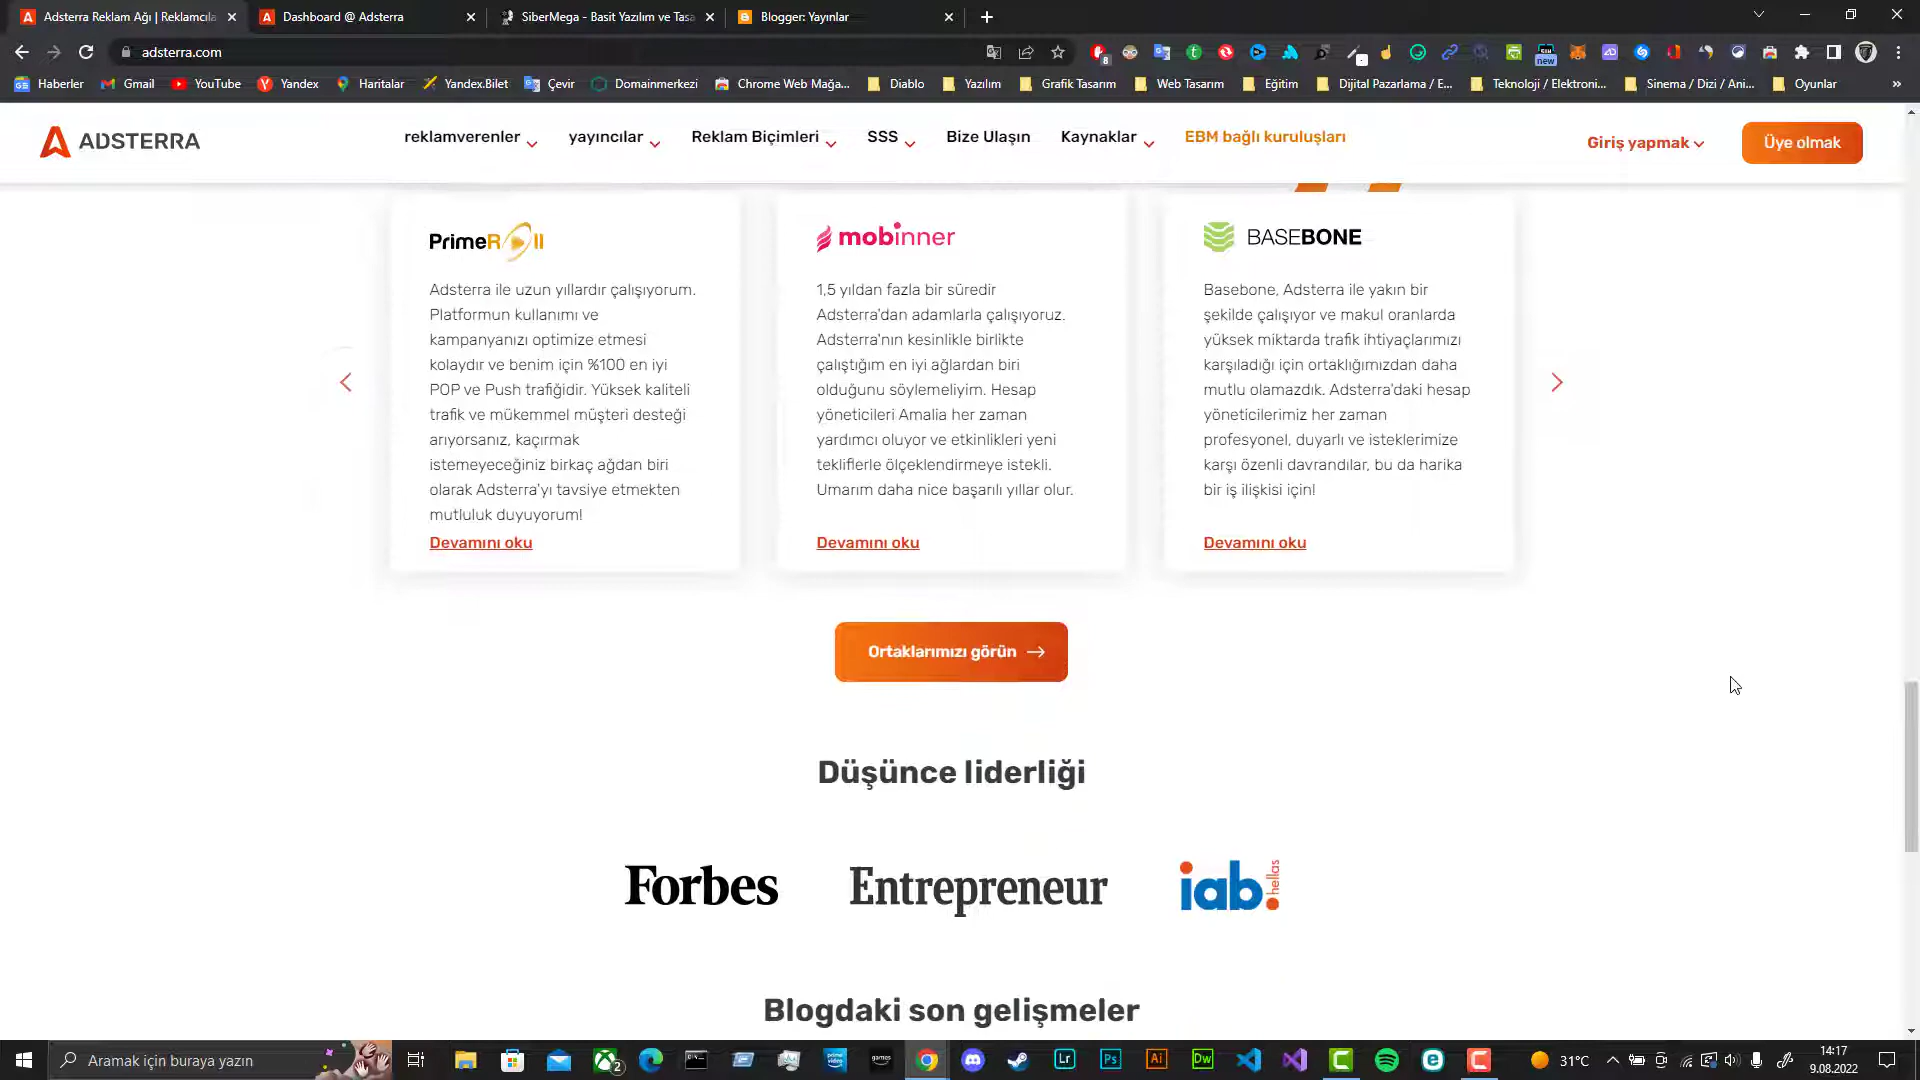 Adsterra Reklam Ağı | Reklamcıla
Dashboard @ Adsterra
SiberMega - Basit Yazılım ve Tasa
Blogger: Yayınlar
adsterra.com
8
new
Haberler
Gmail
YouTube
Yandex
Haritalar
Yandex.Bilet
Çevir
Domainmerkezi
Chrome Web Mağa...
Diablo
Yazılım
Grafik Tasarım
Web Tasarım
Eğitim
Dijital Pazarlama / E...
Teknoloji / Elektroni...
Sinema / Dizi / Ani...
Oyunlar
»
ADSTERRA
reklamverenler
yayıncılar
Reklam Biçimleri
SSS
Bize Ulaşın
Kaynaklar
EBM bağlı kuruluşları
Giriş yapmak
Üye olmak
PrimeRoll
Adsterra ile uzun yıllardır çalışıyorum.
Platformun kullanımı ve
kampanyanızı optimize etmesi
kolaydır ve benim için %100 en iyi
POP ve Push trafiğidir. Yüksek kaliteli
trafik ve mükemmel müşteri desteği
arıyorsanız, kaçırmak
istemeyeceğiniz birkaç ağdan biri
olarak Adsterra'yı tavsiye etmekten
mutluluk duyuyorum!
Devamını oku
mobinner
1,5 yıldan fazla bir süredir
Adsterra'dan adamlarla çalışıyoruz.
Adsterra'nın kesinlikle birlikte
çalıştığım en iyi ağlardan biri
olduğunu söylemeliyim. Hesap
yöneticileri Amalia her zaman
yardımcı oluyor ve etkinlikleri yeni
tekliflerle ölçeklendirmeye istekli.
Umarım daha nice başarılı yıllar olur.
Devamını oku
BASEBONE
Basebone, Adsterra ile yakın bir
şekilde çalışıyor ve makul oranlarda
yüksek miktarda trafik ihtiyaçlarımızı
karşıladığı için ortaklığımızdan daha
mutlu olamazdık. Adsterra'daki hesap
yöneticilerimiz her zaman
profesyonel, duyarlı ve isteklerimize
karşı özenli davrandılar, bu da harika
bir iş ilişkisi için!
Devamını oku
Ortaklarımızı görün
Düşünce liderliği
Forbes
Entrepreneur
iab hellas
Blogdaki son gelişmeler
Aramak için buraya yazın
2
prime video
games
Lr
Ps
Ai
Dw
31°C
14:17
9.08.2022